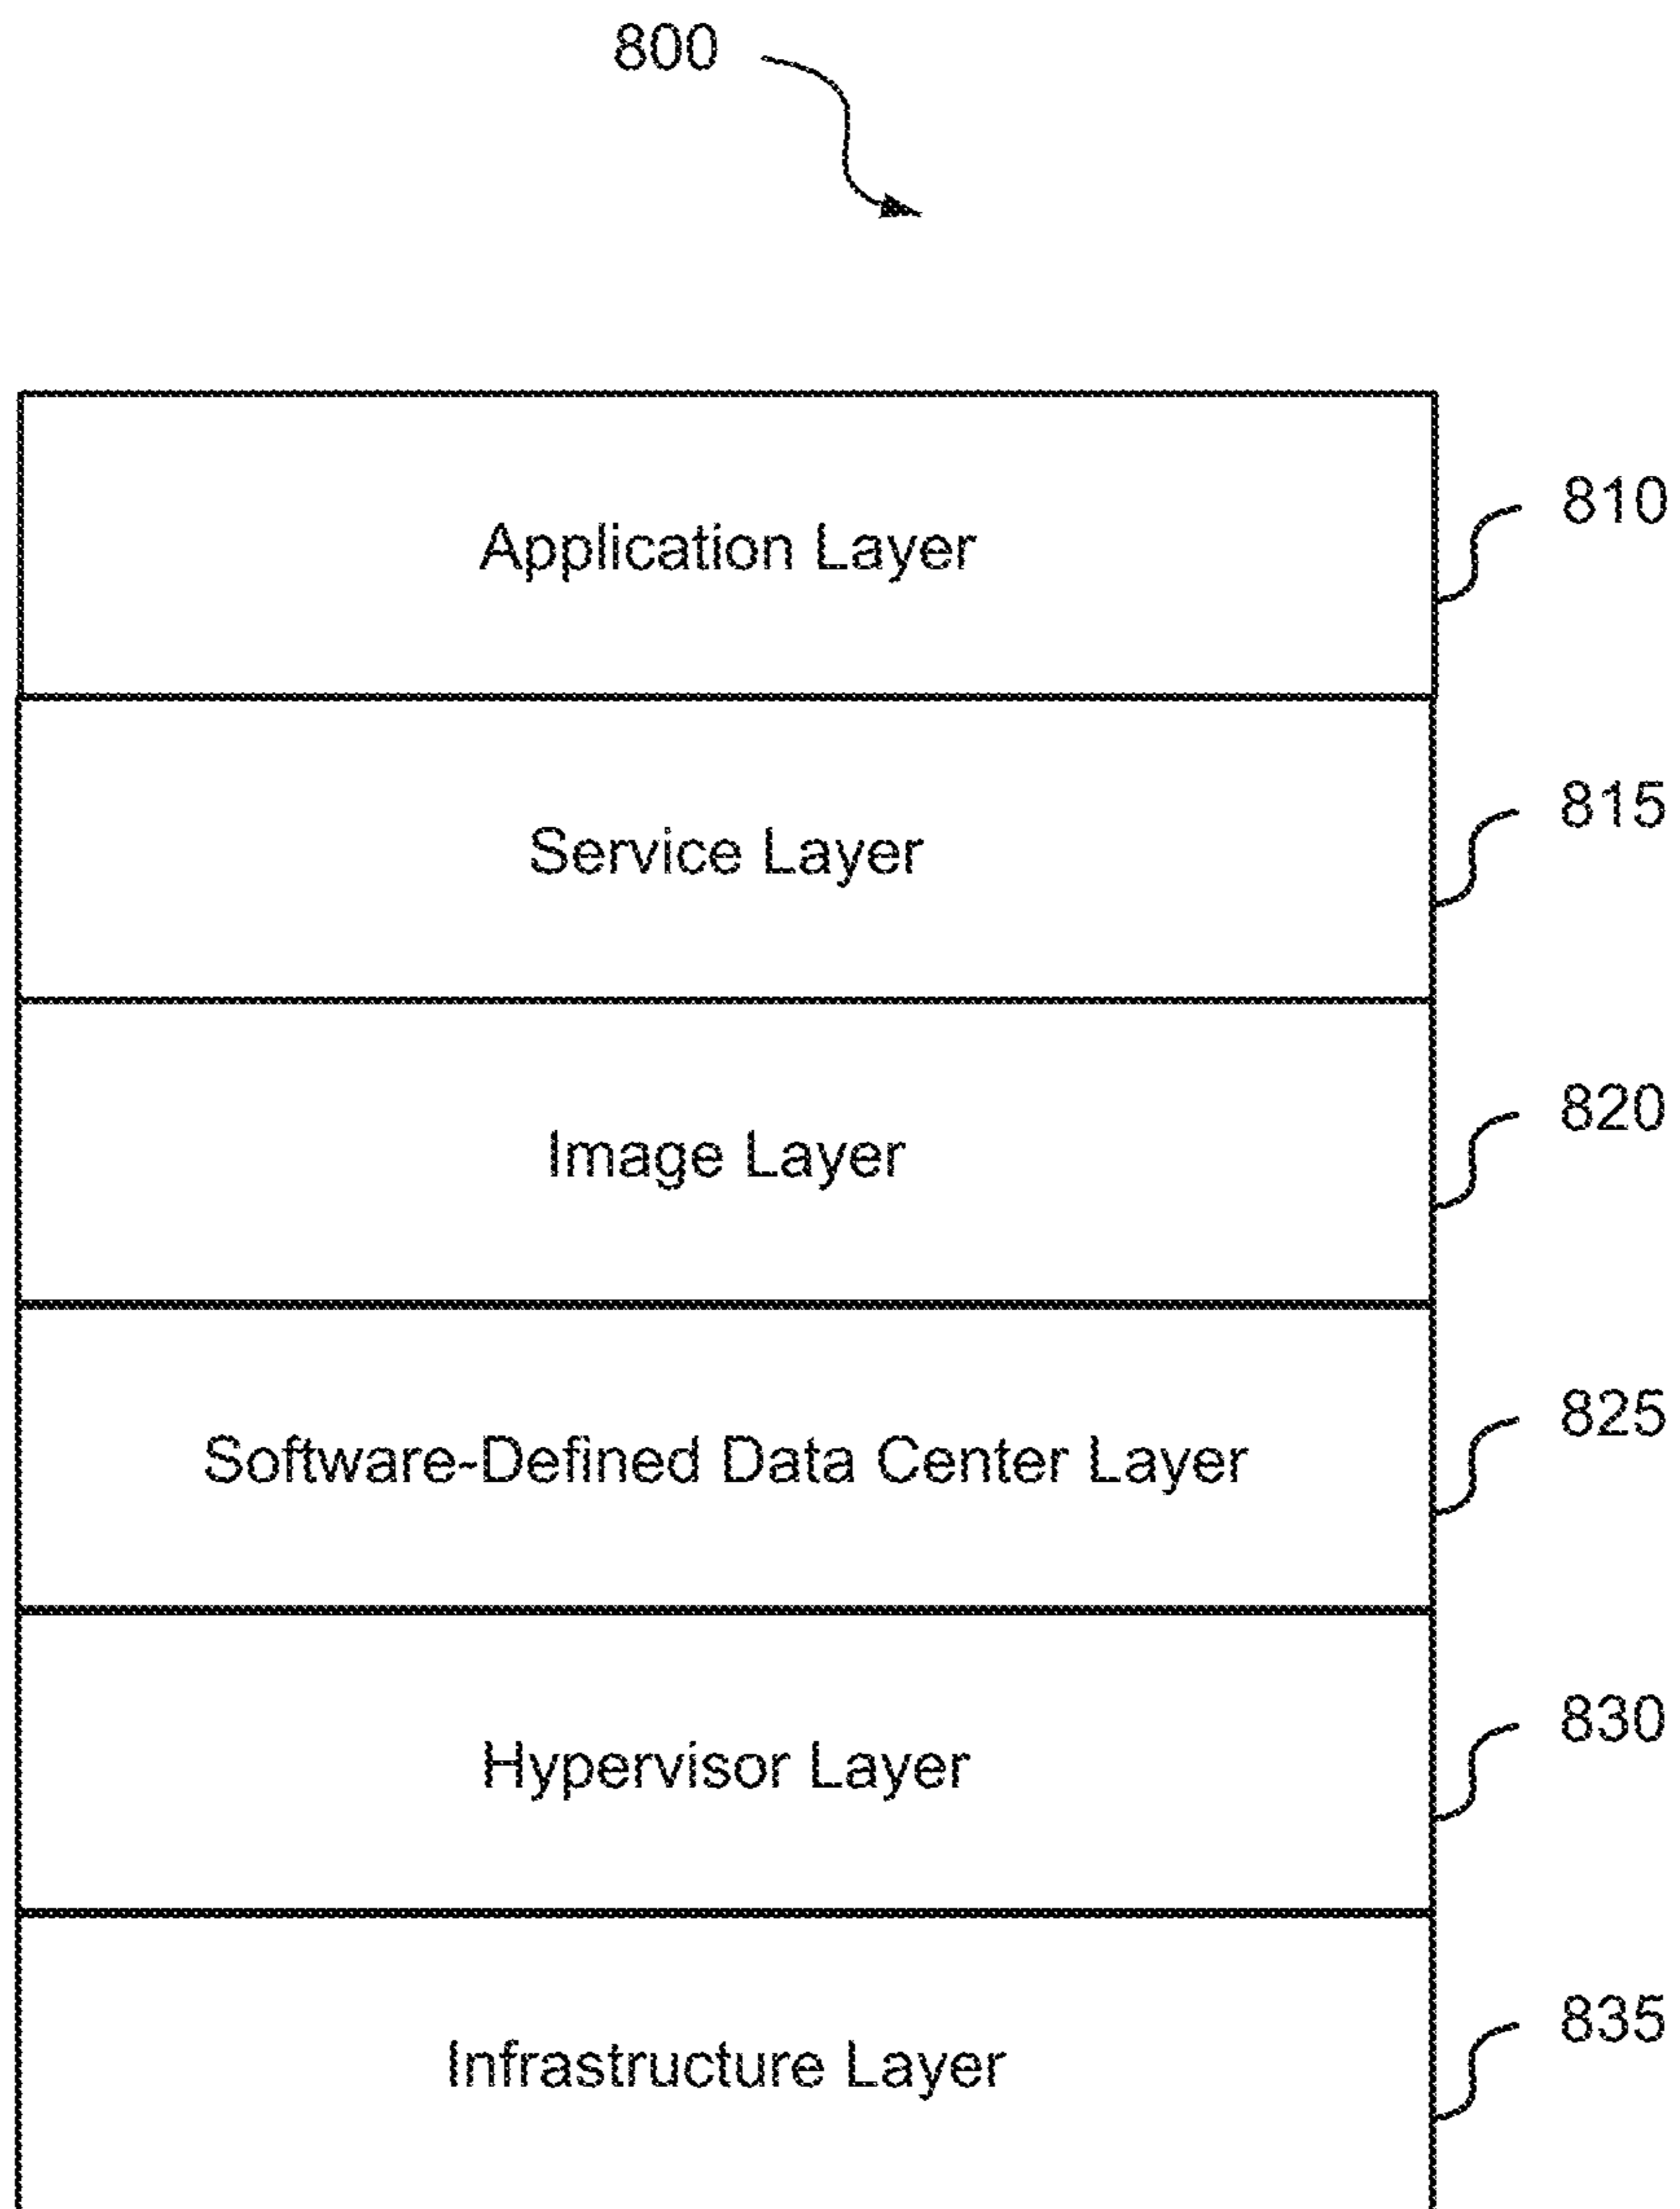 800
Application Layer
810
Service Layer
815
Image Layer
820
Software-Defined Data Center Layer
825
Hypervisor Layer
830
Infrastructure Layer
835